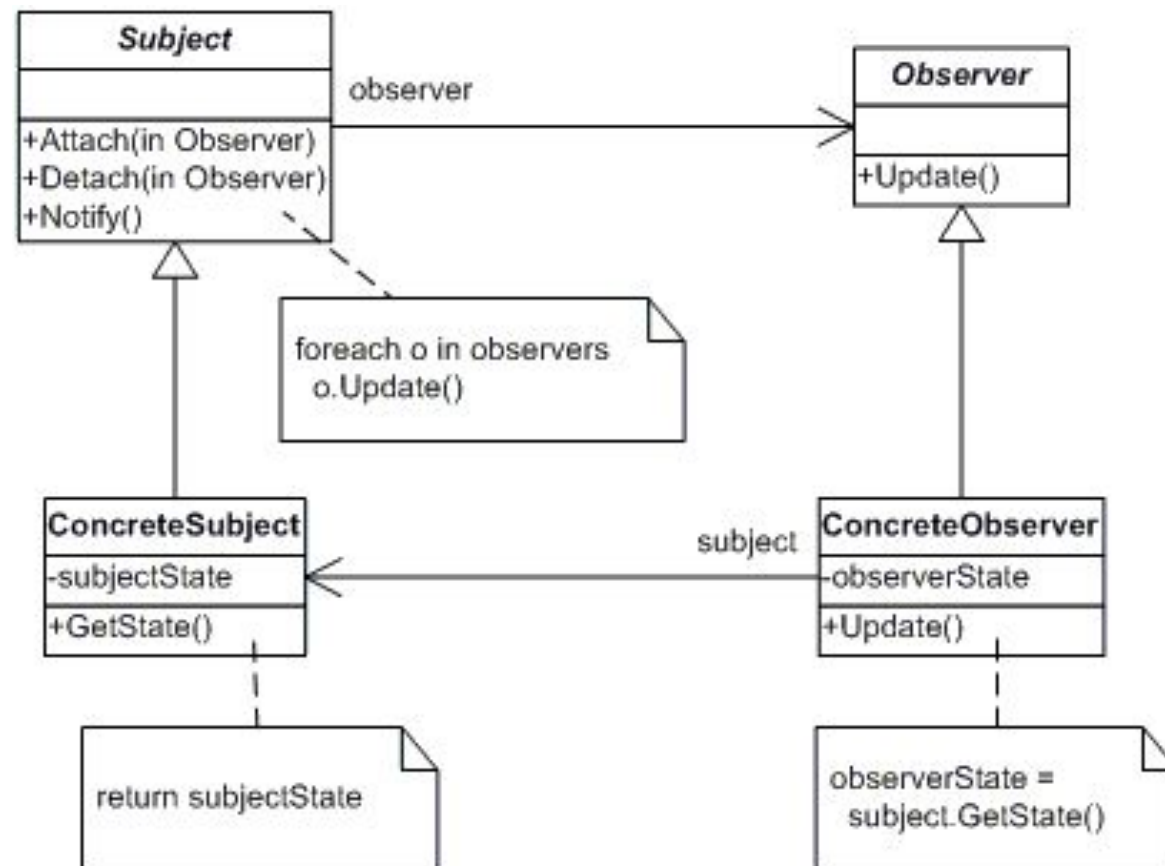 Subject
+Attach(in Observer)
+Detach(in Observer)
+Notify()
observer
Observer
+Update()
foreach o in observers
o.Update()
ConcreteSubject
-subjectState
+GetState()
subject
ConcreteObserver
-observerState
+Update()
return subjectState
observerState =
subject.GetState()